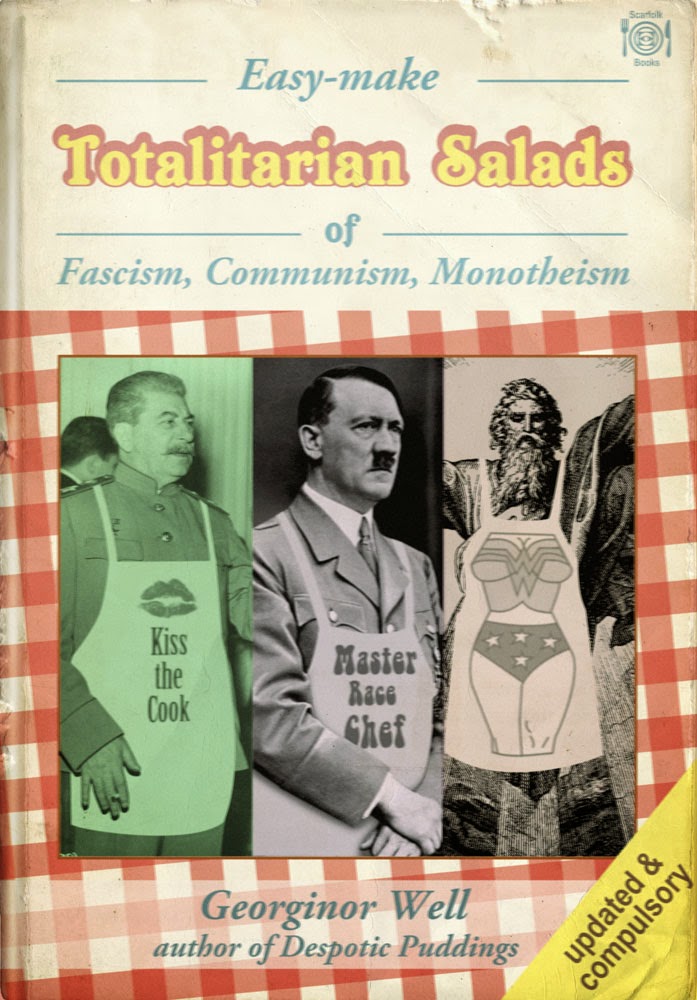 Scarfolk
Books
Easy-make
Totalitarian Salads
of
Fascism, Communism, Monotheism
Kiss
the
Cook
Master
Race
Chef
Georginor Well
author of Despotic Puddings
updated &
compulsory